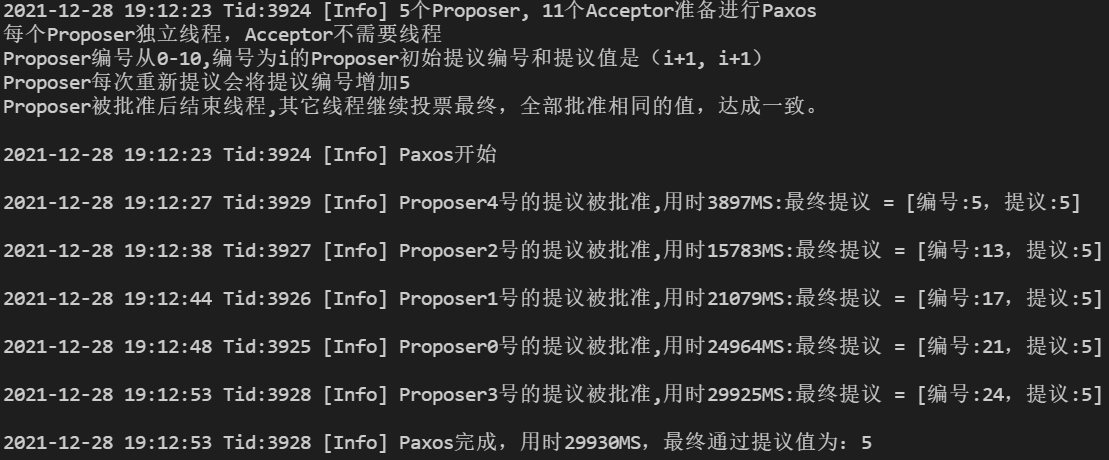 2021-12-28 19:12:23 Tid:3924 [Info] 5个Proposer, 11个Acceptor准备进行Paxos
每个Proposer独立线程，Acceptor不需要线程
Proposer编号从0-10,编号为i的Proposer初始提议编号和提议值是（i+1, i+1）
Proposer每次重新提议会将提议编号增加5
Proposer被批准后结束线程,其它线程继续投票最终，全部批准相同的值，达成一致。
2021-12-28 19:12:23 Tid:3924 [Info] Paxos开始
2021-12-28 19:12:27 Tid:3929 [Info] Proposer4号的提议被批准,用时3897MS:最终提议 = [编号:5，提议:5]
2021-12-28 19:12:38 Tid:3927 [Info] Proposer2号的提议被批准,用时15783MS:最终提议 = [编号:13，提议:5]
2021-12-28 19:12:44 Tid:3926 [Info] Proposer1号的提议被批准,用时21079MS:最终提议 = [编号:17，提议:5]
2021-12-28 19:12:48 Tid:3925 [Info] Proposer0号的提议被批准,用时24964MS:最终提议 = [编号:21，提议:5]
2021-12-28 19:12:53 Tid:3928 [Info] Proposer3号的提议被批准,用时29925MS:最终提议 = [编号:24，提议:5]
2021-12-28 19:12:53 Tid:3928 [Info] Paxos完成，用时29930MS，最终通过提议值为：5